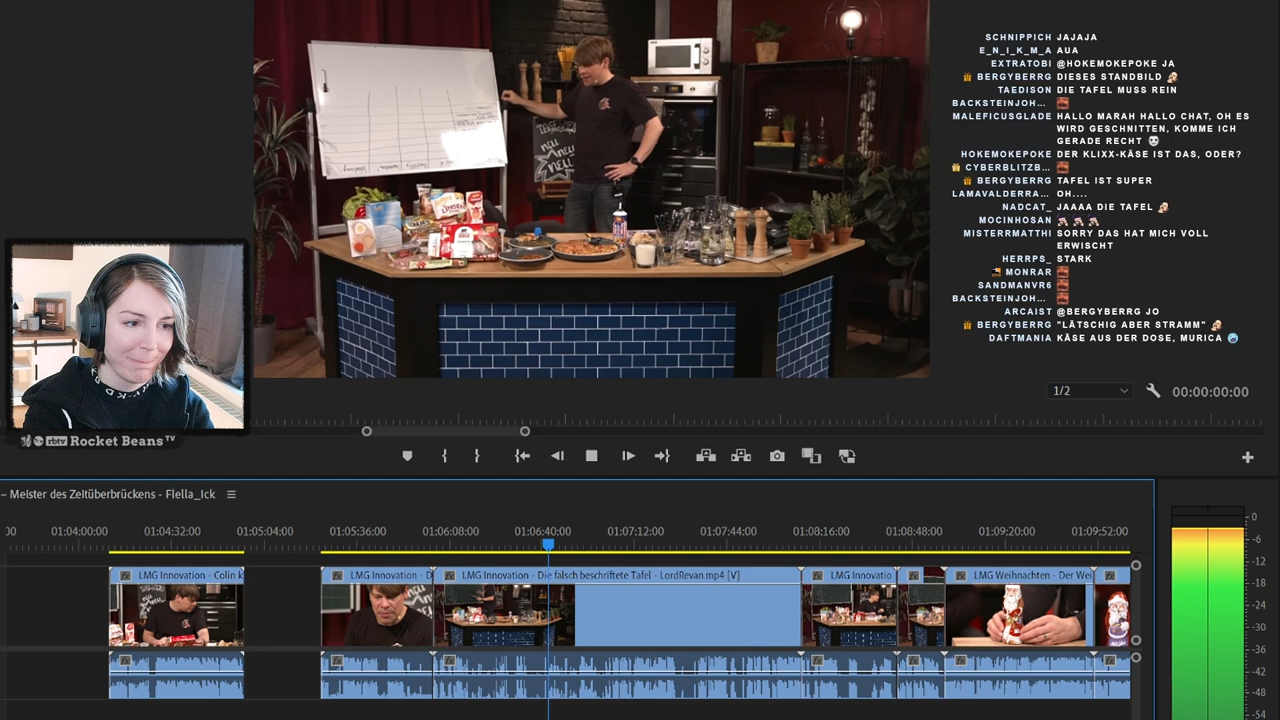 SCHNIPPICH JAJAJA
E_N_I_K_M_A AUA
EXTRATOBI @HOKEMOKEPOKE JA
BERGYBERRG DIESES STANDBILD
TAEDISON DIE TAFEL MUSS REIN
BACKSTEINJOH...
MALEFICUSGLADE HALLO MARAH HALLO CHAT, OH ES
WIRD GESCHNITTEN, KOMME ICH
GERADE RECHT
HOKEMOKEPOKE DER KLIXX-KÄSE IST DAS, ODER?
CYBERBLITZB...
BERGYBERRG TAFEL IST SUPER
LAMAVALDERRA... OH....
NADCAT_ JAAAA DIE TAFEL
MOCINHOSAN
MISTERRMATTHI SORRY DAS HAT MICH VOLL
ERWISCHT
HERRPS_ STARK
MONRAR
SANDMANVR6
BACKSTEINJOH...
ARCAIST @BERGYBERRG JO
BERGYBERRG "LÄTSCHIG ABER STRAMM"
DAFTMANIA KÄSE AUS DER DOSE, MURICA
1/2
00:00:00:00
rbtv Rocket Beans TV
– Meister des Zeitüberbrückens - Flella_Ick
:00 01:04:00:00 01:04:32:00 01:05:04:00 01:05:36:00 01:06:08:00 01:06:40:00 01:07:12:00 01:07:44:00 01:08:16:00 01:08:48:00 01:09:20:00 01:09:52:00
LMG Innovation - Colin k
LMG Innovation - D
LMG Innovation - Die falsch beschriftete Tafel - LordRevan.mp4 [V]
LMG Innovatio
LMG Weihnachten - Der Wei
0
-6
-12
-18
-24
-30
-36
-42
-48
-54